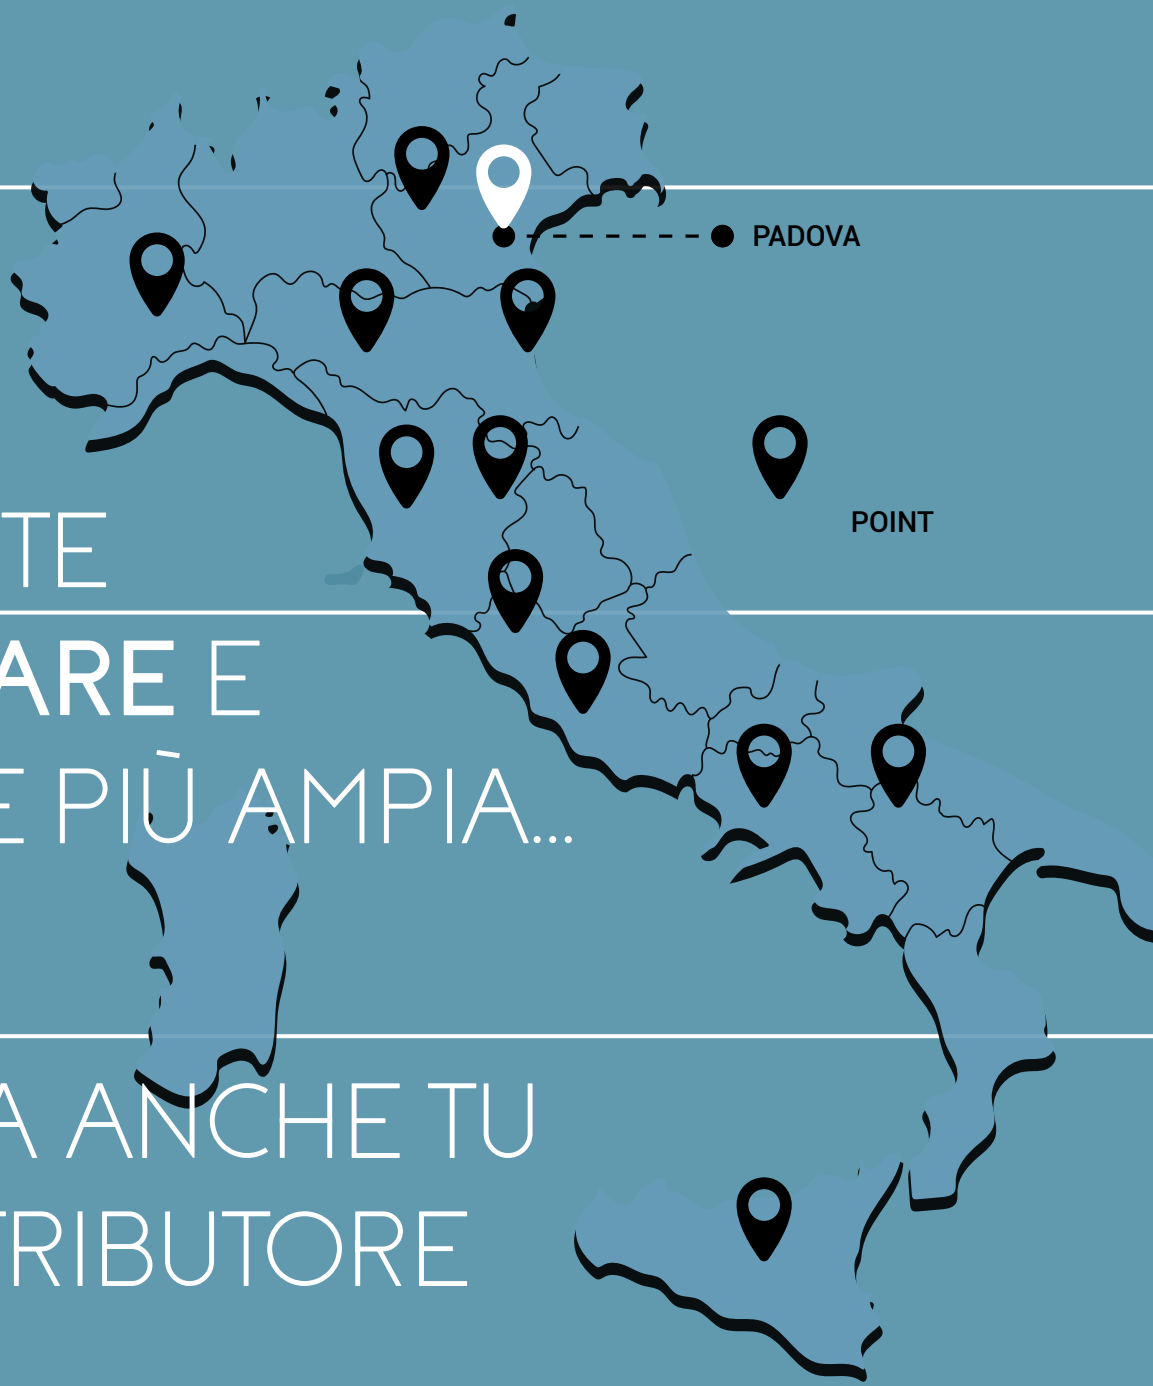 PADOVA
POINT
TE
ARE E
E PIÙ AMPIA...
A ANCHE TU
TRIBUTORE